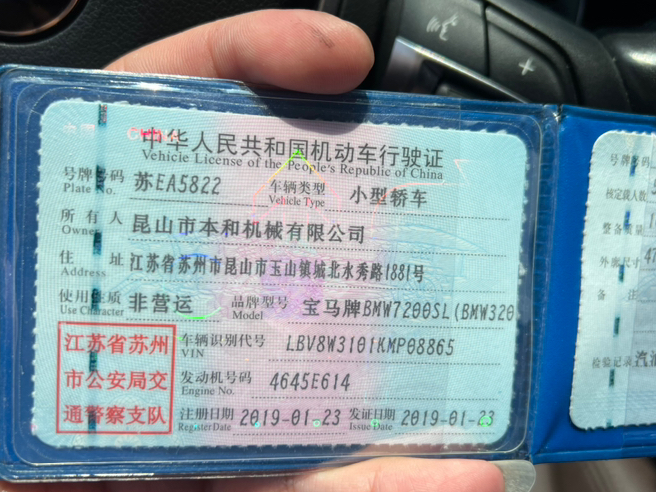 中国 CHINA
中华人民共和国机动车行驶证
Vehicle License of the People's Republic of China
号牌号码 苏EA5822 车辆类型 小型轿车
Plate No. Vehicle Type
所有人 昆山市本和机械有限公司
Owner
住址 江苏省苏州市昆山市玉山镇城北水秀路1881号
Address
使用性质 非营运 品牌型号 宝马牌BMW7200SL(BMW320
Use Character Model
江苏省苏州
市公安局交
通警察支队
车辆识别代号 LBV8W3101KMP08865
VIN
发动机号码 4645E614
Engine No.
注册日期 2019-01-23 发证日期 2019-01-23
Register Date Issue Date
号牌号码
核定载人数
整备质量
外廓尺寸 47
备注
检验记录 汽油